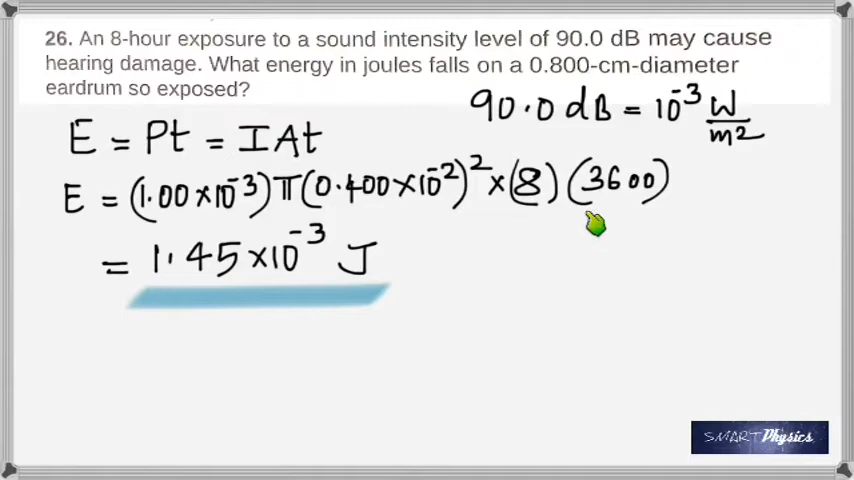 26. An 8-hour exposure to a sound intensity level of 90.0 dB may cause
hearing damage. What energy in joules falls on a 0.800-cm-diameter
eardrum so exposed?
90.0 dB = 10⁻³ W/m²
E = Pt = IAt
E = (1.00×10⁻³)π(0.400×10⁻²)²×(8)(3600)
= 1.45×10⁻³ J
SMART Physics